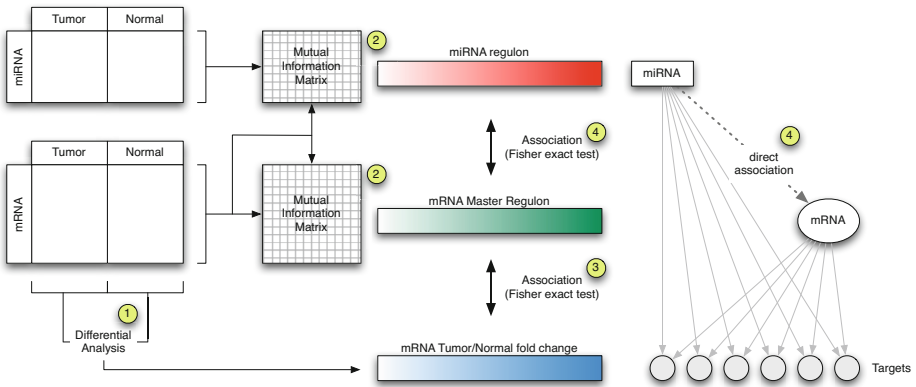 Tumor
Normal
miRNA
Mutual
Information
Matrix
2
miRNA regulon
Association
(Fisher exact test)
4
Tumor
Normal
mRNA
Mutual
Information
Matrix
2
mRNA Master Regulon
Association
(Fisher exact test)
3
1
Differential
Analysis
mRNA Tumor/Normal fold change
miRNA
4
direct
association
mRNA
Targets